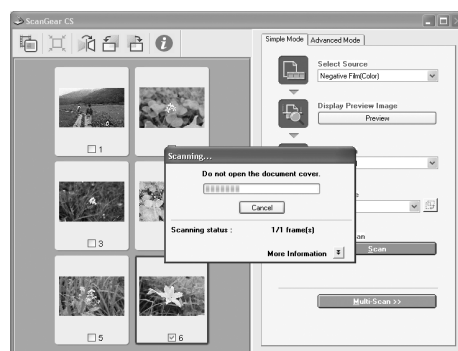 ScanGear CS
Simple Mode
Advanced Mode
Select Source
Negative Film(Color)
Display Preview Image
Preview
1
3
5
6
Scanning...
Do not open the document cover.
Cancel
Scanning status :
1/1 frame(s)
More Information
Scan
Multi-Scan >>